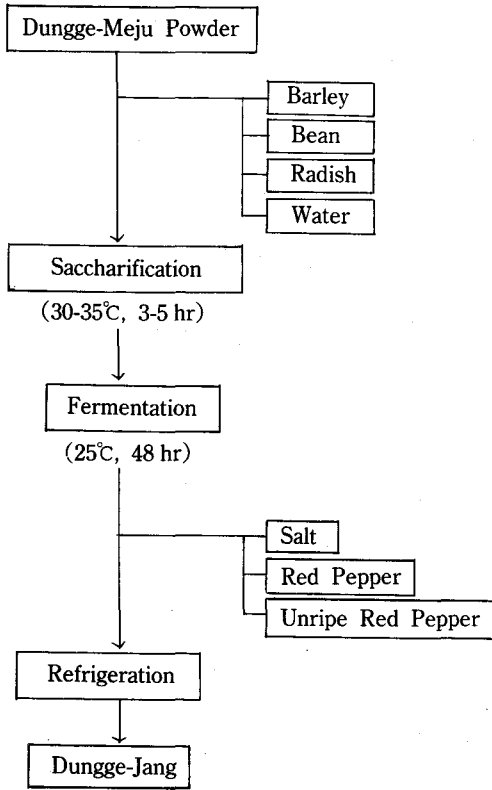 Dungge-Meju Powder
Barley
Bean
Radish
Water
Saccharification
(30-35℃, 3-5 hr)
Fermentation
(25℃, 48 hr)
Salt
Red Pepper
Unripe Red Pepper
Refrigeration
Dungge-Jang